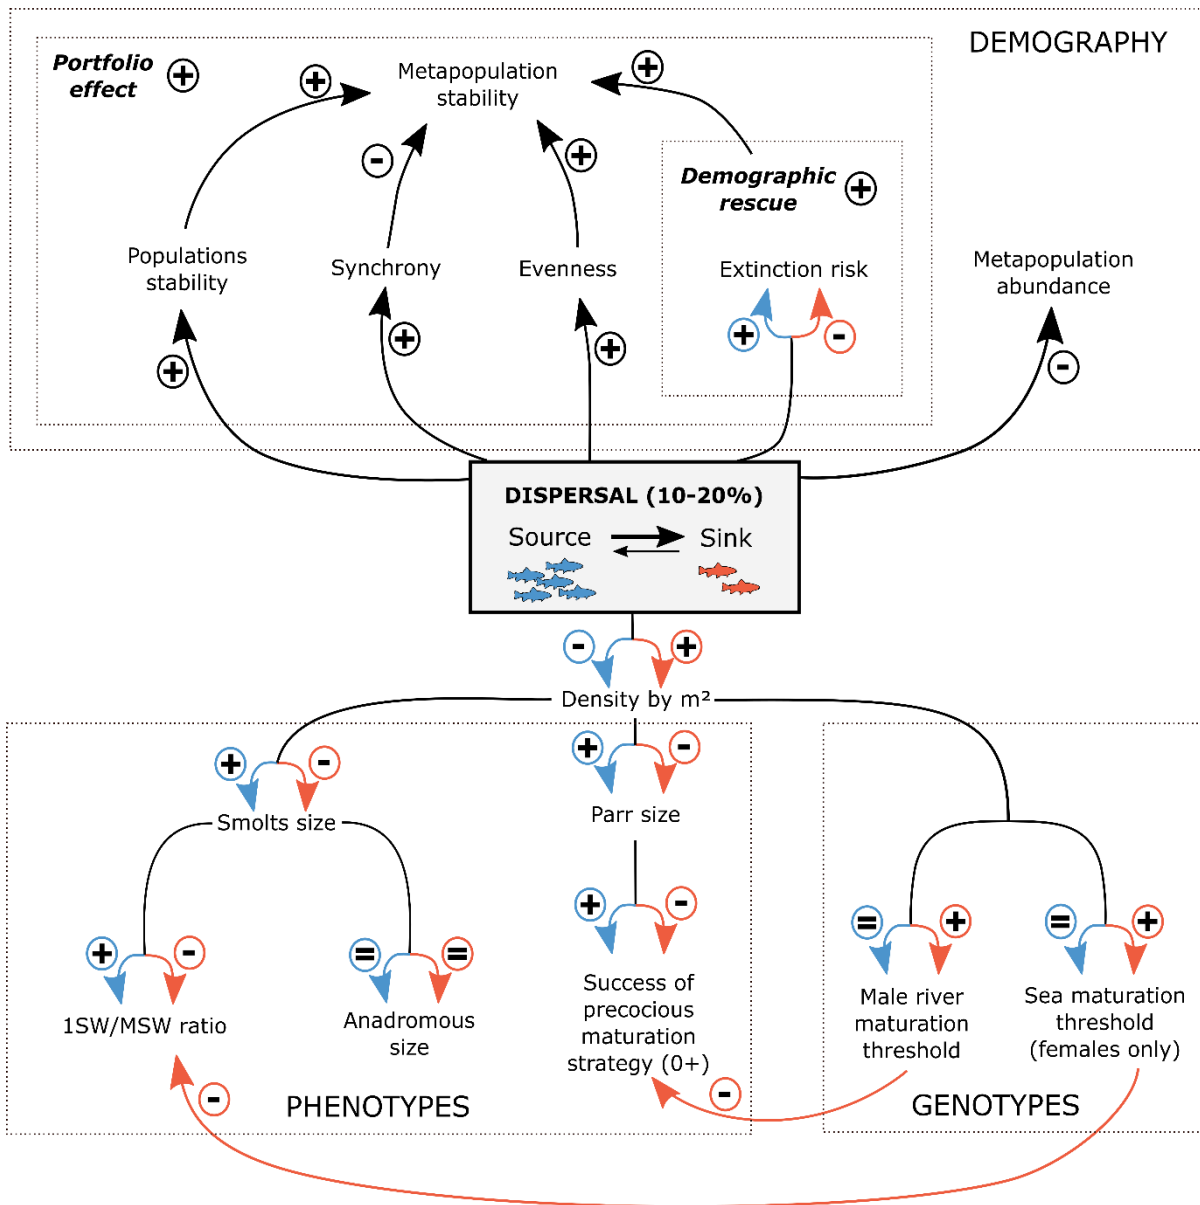 DEMOGRAPHY
Portfolio
effect
+
+
Metapopulation
stability
+
-
+
Demographic
rescue
+
Populations
stability
Synchrony
Evenness
Extinction risk
Metapopulation
abundance
+
+
+
+
-
-
DISPERSAL (10-20%)
Source
Sink
-
+
Density by m²
+
-
+
-
Smolts size
Parr size
+
-
=
=
+
-
=
+
=
+
1SW/MSW ratio
Anadromous
size
Success of
precocious
maturation
strategy (0+)
Male river
maturation
threshold
Sea maturation
threshold
(females only)
-
-
PHENOTYPES
GENOTYPES